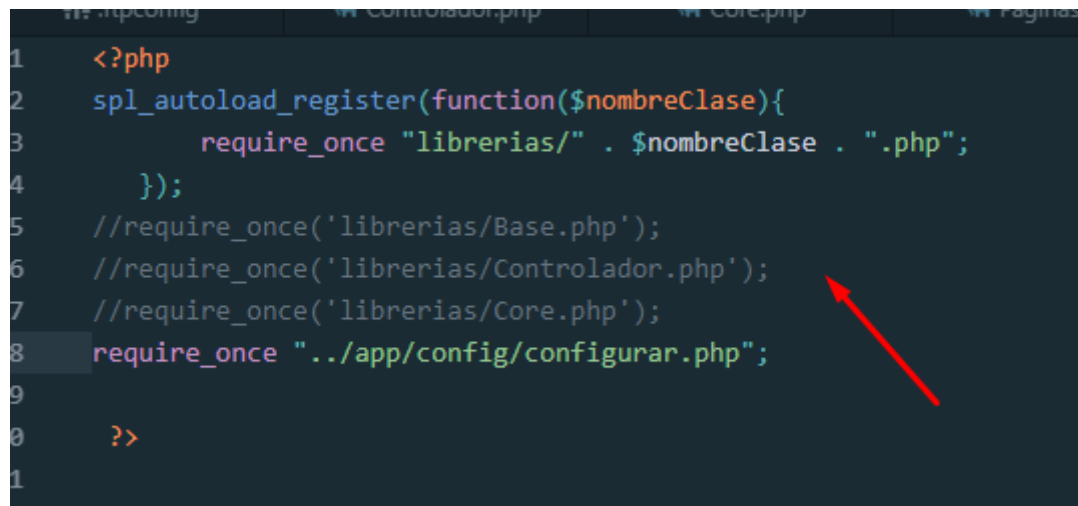 .ftpconfig Controlador.php Core.php Paginas
1 <?php
2 spl_autoload_register(function($nombreClase){
3 require_once "librerias/" . $nombreClase . ".php";
4 });
5 //require_once('librerias/Base.php');
6 //require_once('librerias/Controlador.php');
7 //require_once('librerias/Core.php');
8 require_once "../app/config/configurar.php";
9
0 ?>
1